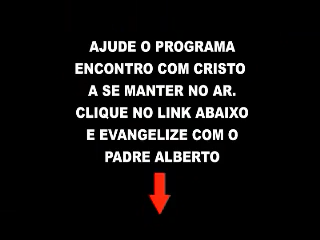 AJUDE O PROGRAMA
ENCONTRO COM CRISTO
A SE MANTER NO AR.
CLIQUE NO LINK ABAIXO
E EVANGELIZE COM O
PADRE ALBERTO